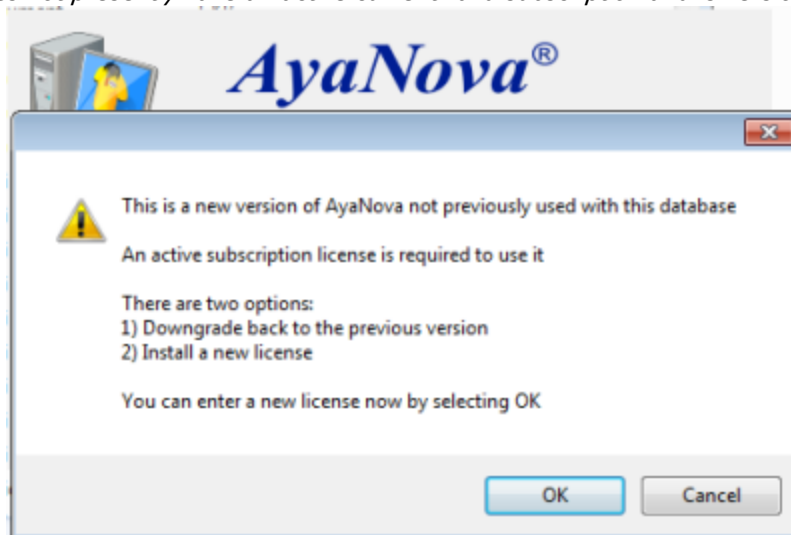 AyaNova®
This is a new version of AyaNova not previously used with this database
An active subscription license is required to use it
There are two options:
1) Downgrade back to the previous version
2) Install a new license
You can enter a new license now by selecting OK
OK
Cancel